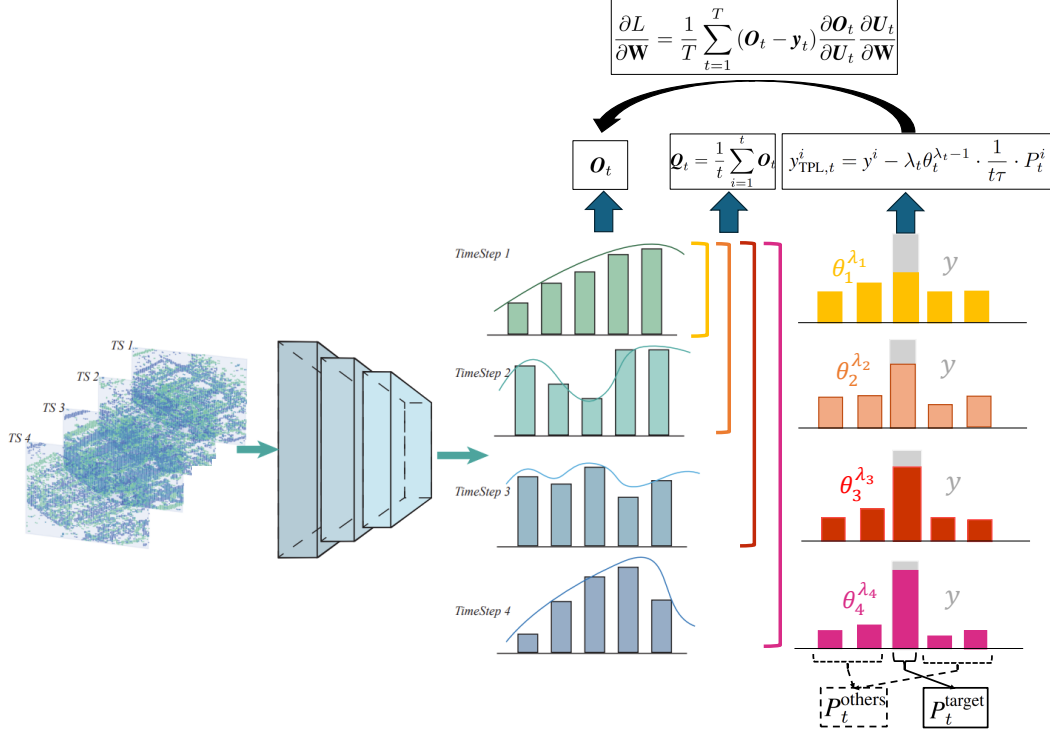 ∂L/∂𝐖 = 1/T ∑_{t=1}^{T} (𝑶_t − 𝒚_t) ∂𝑶_t/∂𝑼_t ∂𝑼_t/∂𝐖
𝑶_t
𝑸_t = 1/t ∑_{i=1}^{t} 𝑶_t
y^i_{TPL,t} = y^i − λ_t θ_t^{λ_t−1} · 1/(tτ) · P_t^i
TimeStep 1
θ_1^{λ_1} y
TS 1
TimeStep 2
θ_2^{λ_2} y
TS 2
TS 3
TS 4
TimeStep 3
θ_3^{λ_3} y
TimeStep 4
θ_4^{λ_4} y
P_t^{others}
P_t^{target}